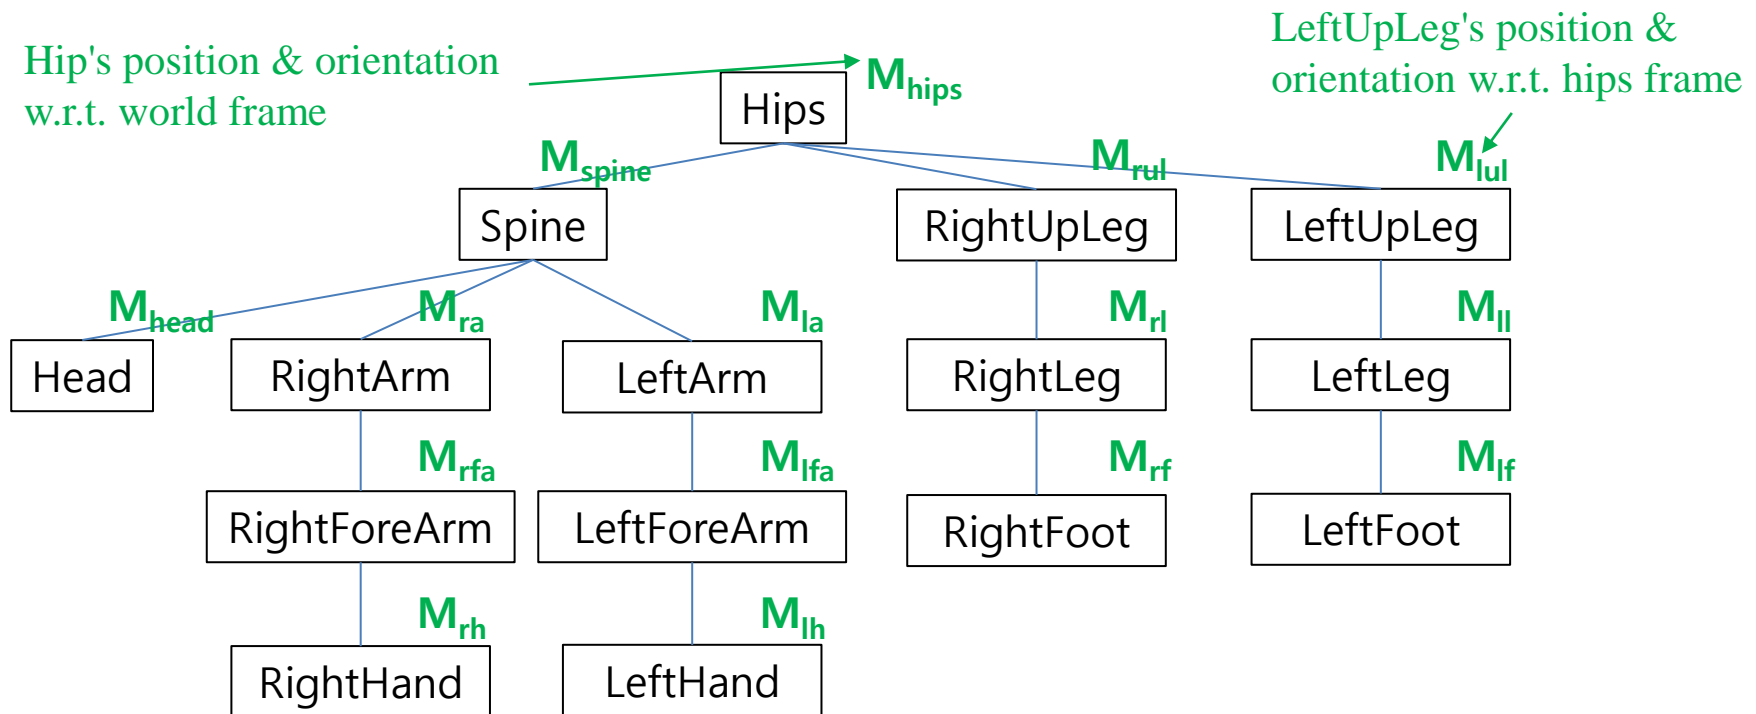 Hip's position & orientation
w.r.t. world frame
LeftUpLeg's position &
orientation w.r.t. hips frame
Mhips
Hips
Mspine
Mrul
Mlul
Spine
RightUpLeg
LeftUpLeg
Mhead
Mra
Mla
Mrl
Mll
Head
RightArm
LeftArm
RightLeg
LeftLeg
Mrfa
Mlfa
Mrf
Mlf
RightForeArm
LeftForeArm
RightFoot
LeftFoot
Mrh
Mlh
RightHand
LeftHand